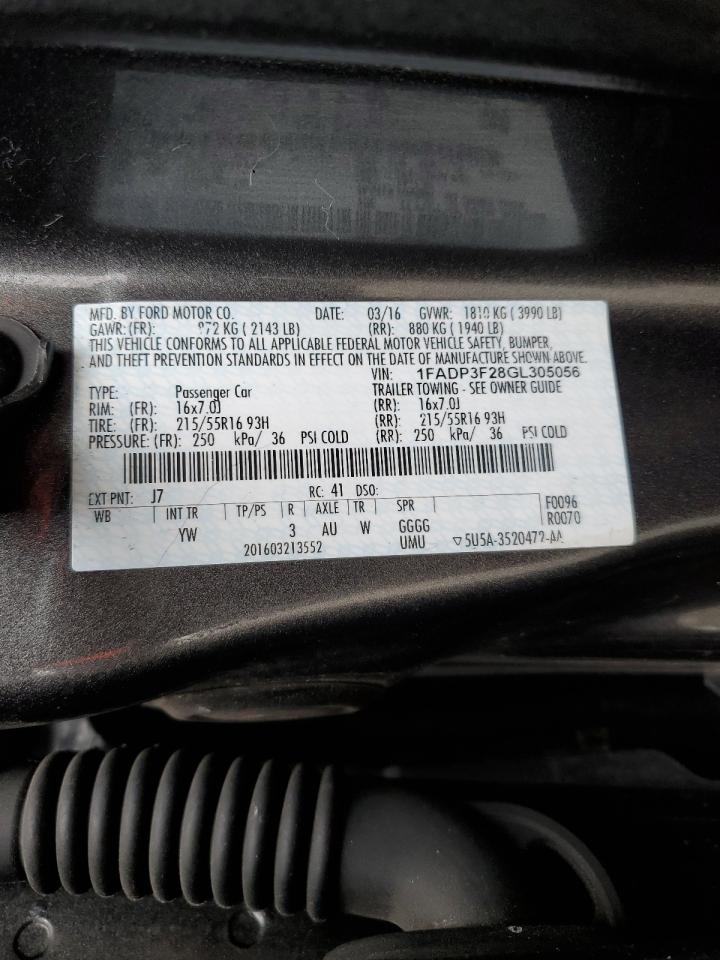 MFD. BY FORD MOTOR CO. DATE: 03/16 GVWR: 1810 KG ( 3990 LB)
GAWR:(FR): 972 KG ( 2143 LB) (RR): 880 KG ( 1940 LB)
THIS VEHICLE CONFORMS TO ALL APPLICABLE FEDERAL MOTOR VEHICLE SAFETY, BUMPER,
AND THEFT PREVENTION STANDARDS IN EFFECT ON THE DATE OF MANUFACTURE SHOWN ABOVE.
VIN: 1FADP3F28GL305056
TYPE: Passenger Car TRAILER TOWING - SEE OWNER GUIDE
RIM: (FR): 16x7.0J (RR): 16x7.0J
TIRE: (FR): 215/55R16 93H (RR): 215/55R16 93H
PRESSURE: (FR): 250 kPa/ 36 PSI COLD (RR): 250 kPa/ 36 PSI COLD
EXT PNT: J7 RC: 41 DSO:
WB INT TR TP/PS R AXLE TR SPR F0096
YW 3 AU W GGGG R0070
201603213552 UMU ▽5U5A-3520472-AA